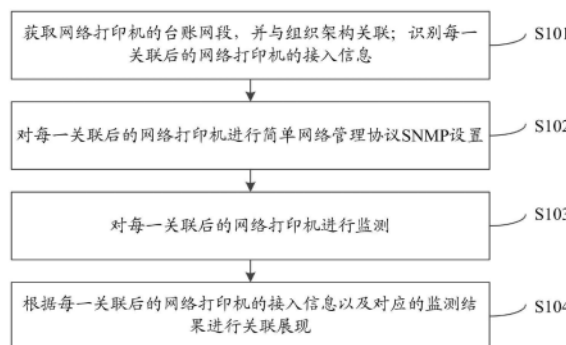 获取网络打印机的台账网段，并与组织架构关联；识别每一
关联后的网络打印机的接入信息
S101
对每一关联后的网络打印机进行简单网络管理协议SNMP设置
S102
对每一关联后的网络打印机进行监测
S103
根据每一关联后的网络打印机的接入信息以及对应的监测结
果进行关联展现
S104